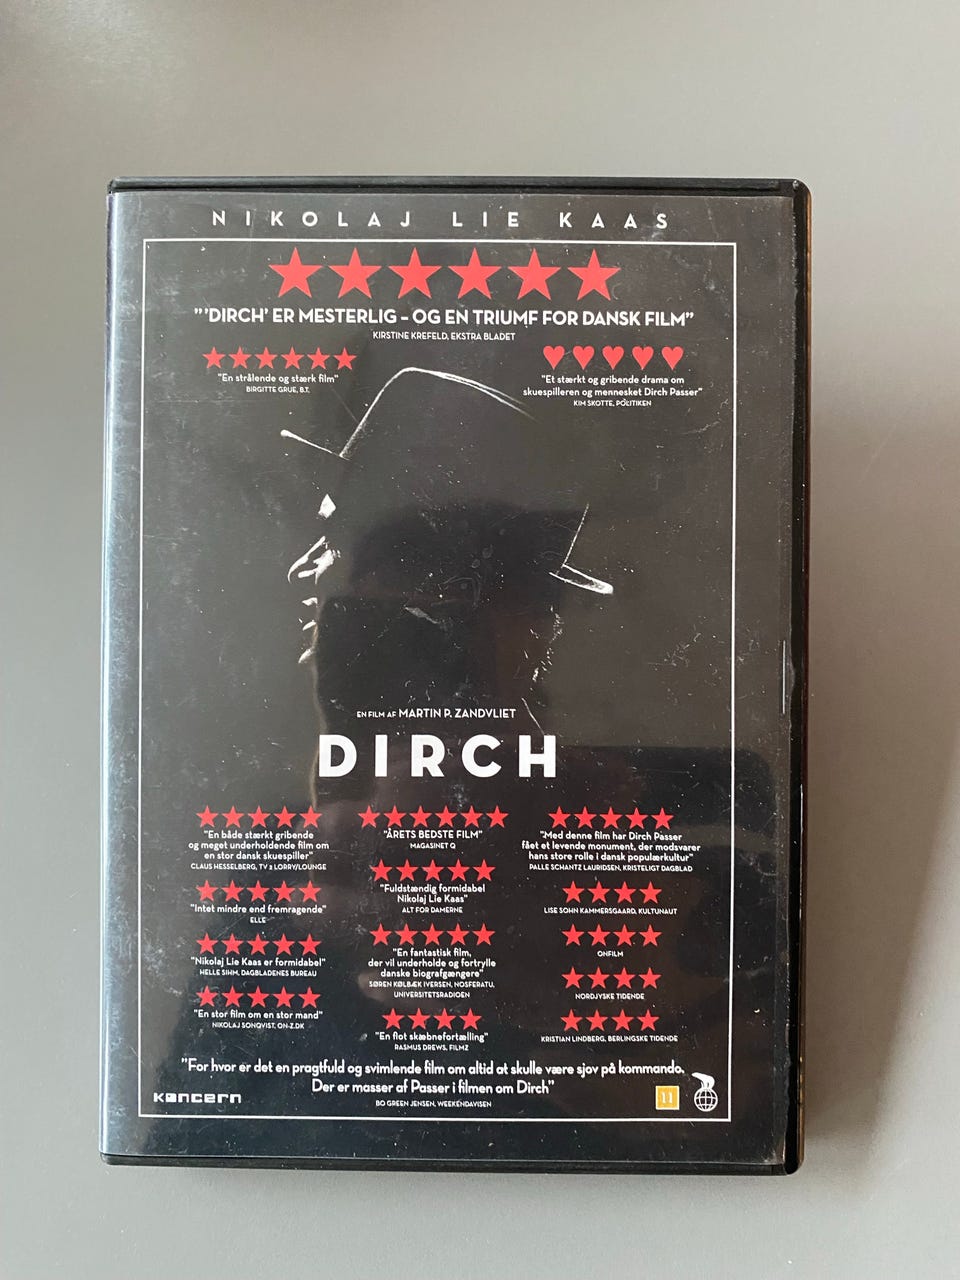 NIKOLAJ LIE KAAS
"'DIRCH' ER MESTERLIG – OG EN TRIUMF FOR DANSK FILM"
KIRSTINE KREFELD, EKSTRA BLADET
"En strålende og stærk film"
BIRGITTE GRUE, B.T.
"Et stærkt og gribende drama om
skuespilleren og mennesket Dirch Passer"
KIM SKOTTE, POLITIKEN
EN FILM AF MARTIN P. ZANDVLIET
DIRCH
"En både stærkt gribende
og meget underholdende film om
en stor dansk skuespiller"
CLAUS HESSELBERG, TV 2 LORRY/LOUNGE
"Intet mindre end fremragende"
ELLE
"Nikolaj Lie Kaas er formidabel"
HELLE SIHM, DAGBLADENES BUREAU
"En stor film om en stor mand"
NIKOLAJ SONQVIST, ON-Z.DK
"ÅRETS BEDSTE FILM"
MAGASINET Q
"Fuldstændig formidabel
Nikolaj Lie Kaas"
ALT FOR DAMERNE
"En fantastisk film,
der vil underholde og fortrylle
danske biografgængere"
SØREN KØLBÆK IVERSEN, NOSFERATU,
UNIVERSITETSRADIOEN
"En flot skæbnefortælling"
RASMUS DREWS, FILMZ
"Med denne film har Dirch Passer
fået et levende monument, der modsvarer
hans store rolle i dansk populærkultur"
PALLE SCHANTZ LAURIDSEN, KRISTELIGT DAGBLAD
LISE SOHN KAMMERSGAARD, KULTUNAUT
ONFILM
NORDJYSKE TIDENDE
KRISTIAN LINDBERG, BERLINGSKE TIDENDE
"For hvor er det en pragtfuld og svimlende film om altid at skulle være sjov på kommando.
Der er masser af Passer i filmen om Dirch"
BO GREEN JENSEN, WEEKENDAVISEN
KONCERN
11